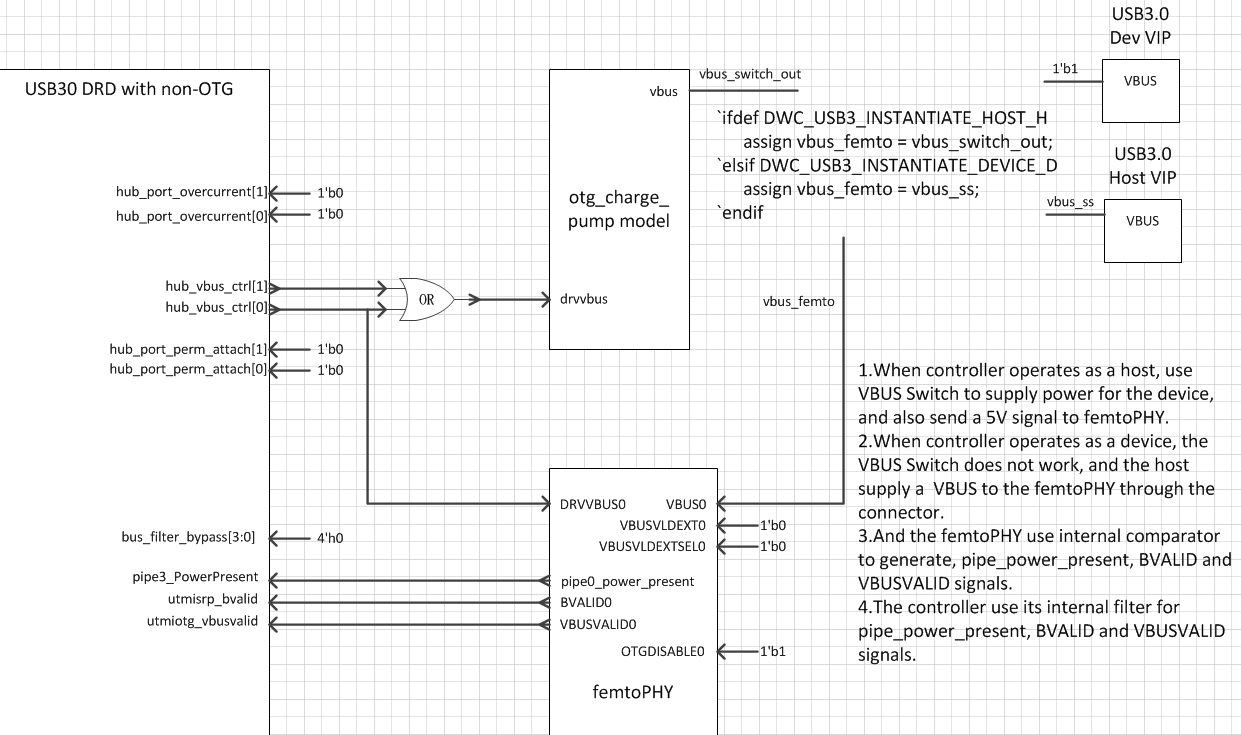 USB3.0
Dev VIP
1'b1
VBUS
USB30 DRD with non-OTG
vbus_switch_out
vbus
`ifdef DWC_USB3_INSTANTIATE_HOST_H
assign vbus_femto = vbus_switch_out;
`elsif DWC_USB3_INSTANTIATE_DEVICE_D
assign vbus_femto = vbus_ss;
`endif
USB3.0
Host VIP
vbus_ss
VBUS
otg_charge_
pump model
hub_port_overcurrent[1]
1'b0
hub_port_overcurrent[0]
1'b0
hub_vbus_ctrl[1]
hub_vbus_ctrl[0]
OR
drvvbus
vbus_femto
hub_port_perm_attach[1]
1'b0
hub_port_perm_attach[0]
1'b0
1.When controller operates as a host, use
VBUS Switch to supply power for the device,
and also send a 5V signal to femtoPHY.
2.When controller operates as a device, the
VBUS Switch does not work, and the host
supply a  VBUS to the femtoPHY through the
connector.
3.And the femtoPHY use internal comparator
to generate, pipe_power_present, BVALID and
VBUSVALID signals.
4.The controller use its internal filter for
pipe_power_present, BVALID and VBUSVALID
signals.
DRVVBUS0
VBUS0
VBUSVLDEXT0
1'b0
VBUSVLDEXTSEL0
1'b0
bus_filter_bypass[3:0]
4'h0
pipe3_PowerPresent
pipe0_power_present
utmisrp_bvalid
BVALID0
utmiotg_vbusvalid
VBUSVALID0
OTGDISABLE0
1'b1
femtoPHY